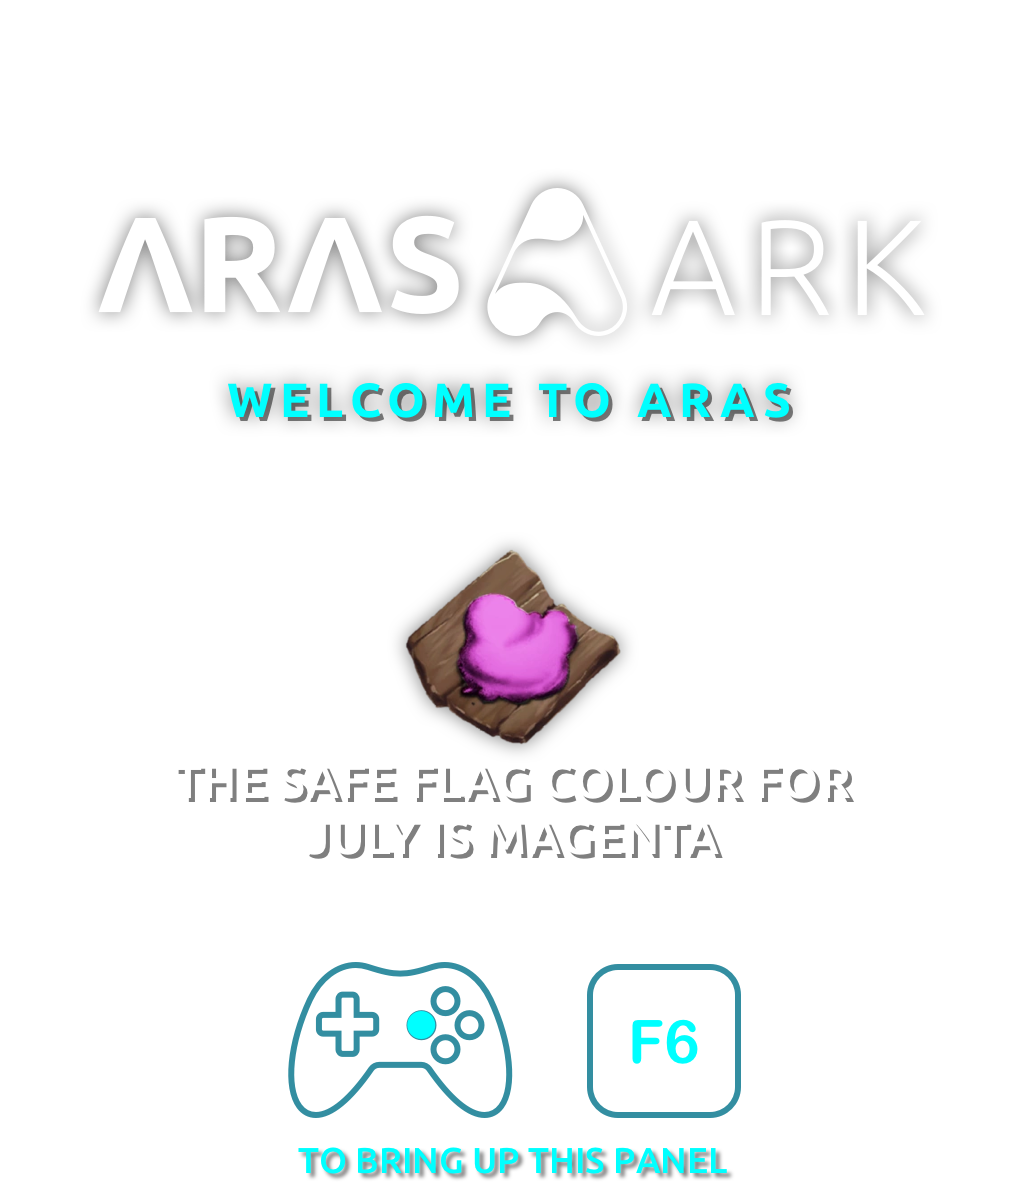 ARAS ARK
WELCOME TO ARAS
THE SAFE FLAG COLOUR FOR
JULY IS MAGENTA
F6
TO BRING UP THIS PANEL